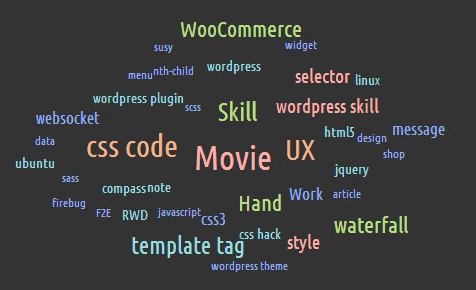 WooCommerce
susy
widget
menu
nth-child
wordpress
selector
linux
wordpress plugin
scss
Skill
wordpress skill
websocket
html5
design
message
data
css code
Movie
UX
shop
ubuntu
jquery
sass
compass
note
Work
article
firebug
F2E
RWD
javascript
css3
Hand
waterfall
template tag
css hack
style
wordpress theme